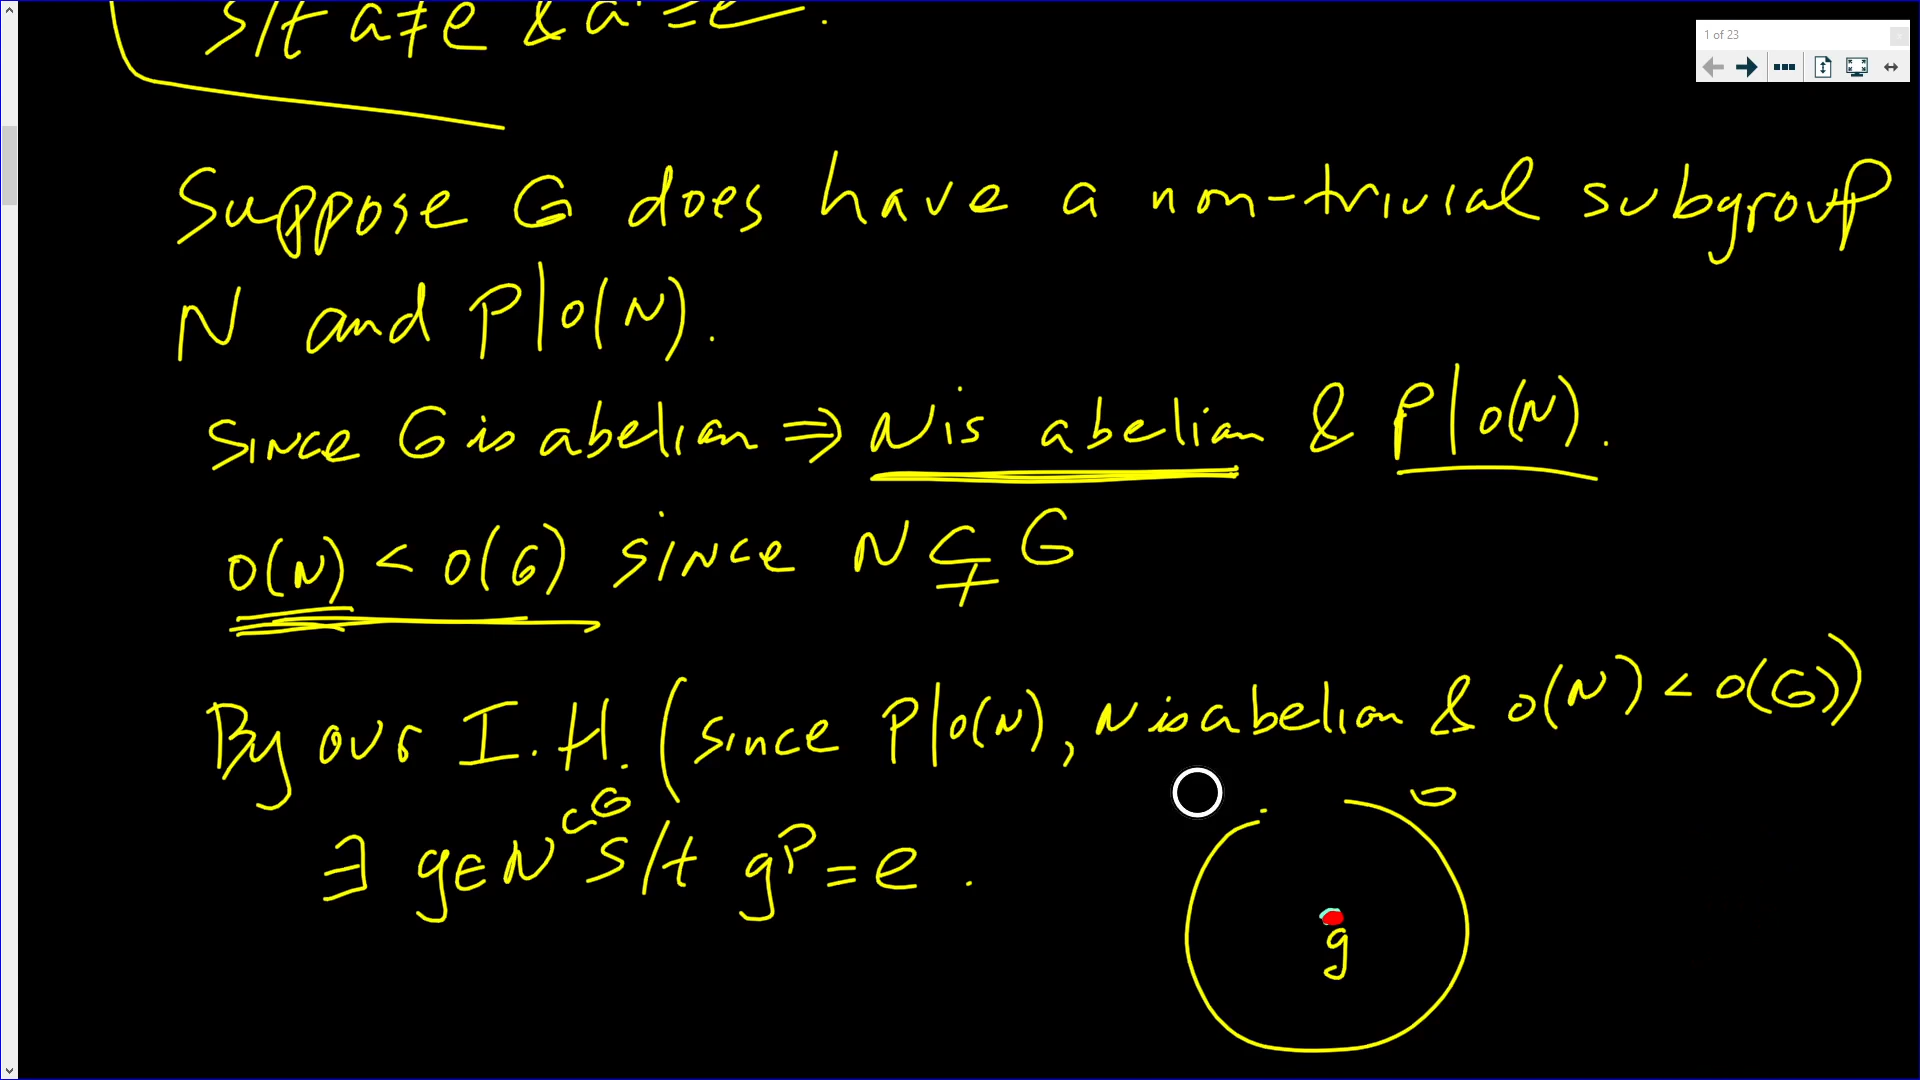 s/t a≠e & a =e.
1 of 23
Suppose G does have a non-trivial subgroup
N and P|o(N).
Since G is abelian ⇒ N is abelian & P|o(N).
o(N) < o(G) since N ⊊ G
By our I.H. (since P|o(N), N is abelian & o(N) < o(G))
∃ g∈N ⊂G s/t g^P = e.
g